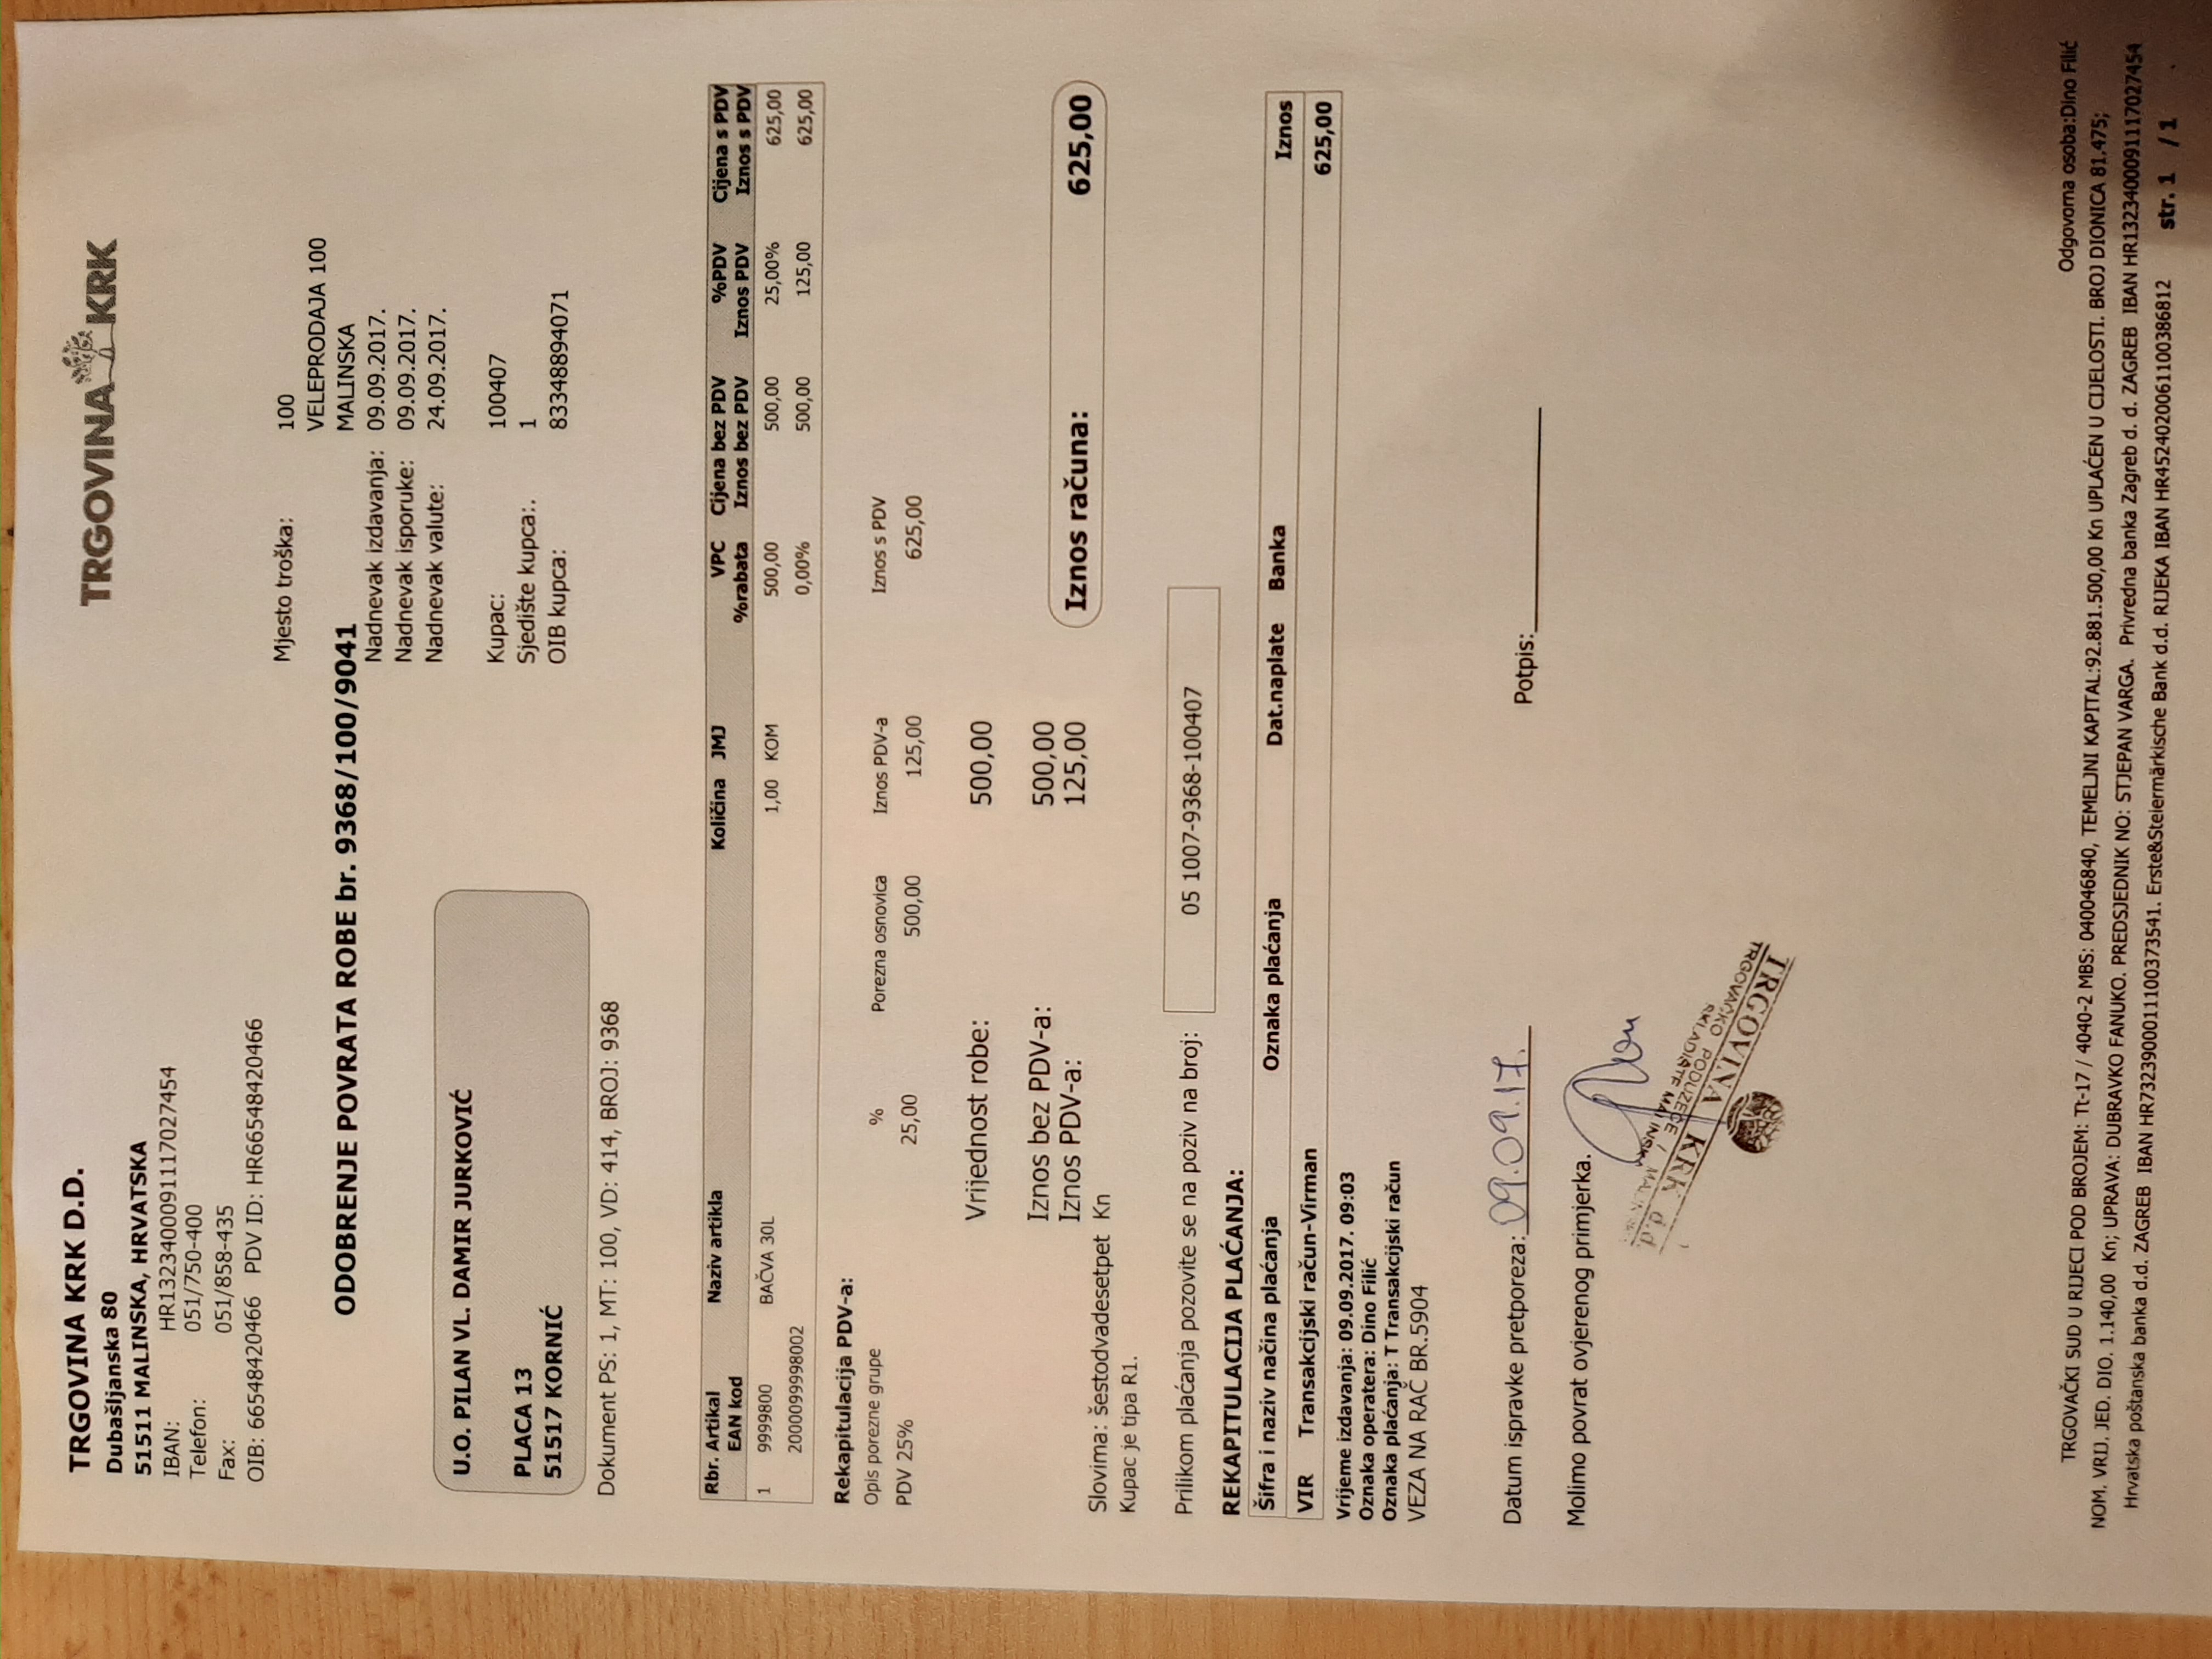 TRGOVINA KRK D.D.
Dubašljanska 80
51511 MALINSKA, HRVATSKA
IBAN: HR1323400091117027454
Telefon: 051/750-400
Fax: 051/858-435
OIB: 66548420466 PDV ID: HR66548420466
TRGOVINA KRK
Mjesto troška: 100
VELEPRODAJA 100
MALINSKA
ODOBRENJE POVRATA ROBE br. 9368/100/9041
Nadnevak izdavanja: 09.09.2017.
Nadnevak isporuke: 09.09.2017.
Nadnevak valute: 24.09.2017.
U.O. PILAN VL. DAMIR JURKOVIĆ
PLACA 13
51517 KORNIĆ
Kupac: 100407
Sjedište kupca:. 1
OIB kupca: 83348894071
Dokument PS: 1, MT: 100, VD: 414, BROJ: 9368
Rbr. Artikal Naziv artikla Količina JMJ VPC Cijena bez PDV %PDV Cijena s PDV
EAN kod %rabata Iznos bez PDV Iznos PDV Iznos s PDV
1 9999800 BAČVA 30L 1,00 KOM 500,00 500,00 25,00% 625,00
2000099998002 0,00% 500,00 125,00 625,00
Rekapitulacija PDV-a:
Opis porezne grupe % Porezna osnovica Iznos PDV-a Iznos s PDV
PDV 25% 25,00 500,00 125,00 625,00
Vrijednost robe: 500,00
Iznos bez PDV-a: 500,00
Iznos PDV-a: 125,00
Iznos računa: 625,00
Slovima: šestodvadesetpet Kn
Kupac je tipa R1.
Prilikom plaćanja pozovite se na poziv na broj: 05 1007-9368-100407
REKAPITULACIJA PLAĆANJA:
Šifra i naziv načina plaćanja Oznaka plaćanja Dat.naplate Banka Iznos
VIR Transakcijski račun-Virman 625,00
Vrijeme izdavanja: 09.09.2017. 09:03
Oznaka operatera: Dino Filić
Oznaka plaćanja: T Transakcijski račun
VEZA NA RAČ BR.5904
Datum ispravke pretporeza: 09.09.17.
Potpis:
Molimo povrat ovjerenog primjerka.
TRGOVINA KRK d.d.
TRGOVAČKO PODUZEĆE / MALINSKA
SKLADIŠTE MALINSKA
Odgovorna osoba:Dino Filić
TRGOVAČKI SUD U RIJECI POD BROJEM: Tt-17 / 4040-2 MBS: 040046840, TEMELJNI KAPITAL:92.881.500,00 Kn UPLAĆEN U CIJELOSTI. BROJ DIONICA 81.475;
NOM. VRIJ. JED. DIO. 1.140,00 Kn; UPRAVA: DUBRAVKO FANUKO. PREDSJEDNIK NO: STJEPAN VARGA. Privredna banka Zagreb d. d. ZAGREB IBAN HR1323400091117027454
Hrvatska poštanska banka d.d. ZAGREB IBAN HR7323900011100373541. Erste&Steiermärkische Bank d.d. RIJEKA IBAN HR4524020061100386812
str. 1 / 1